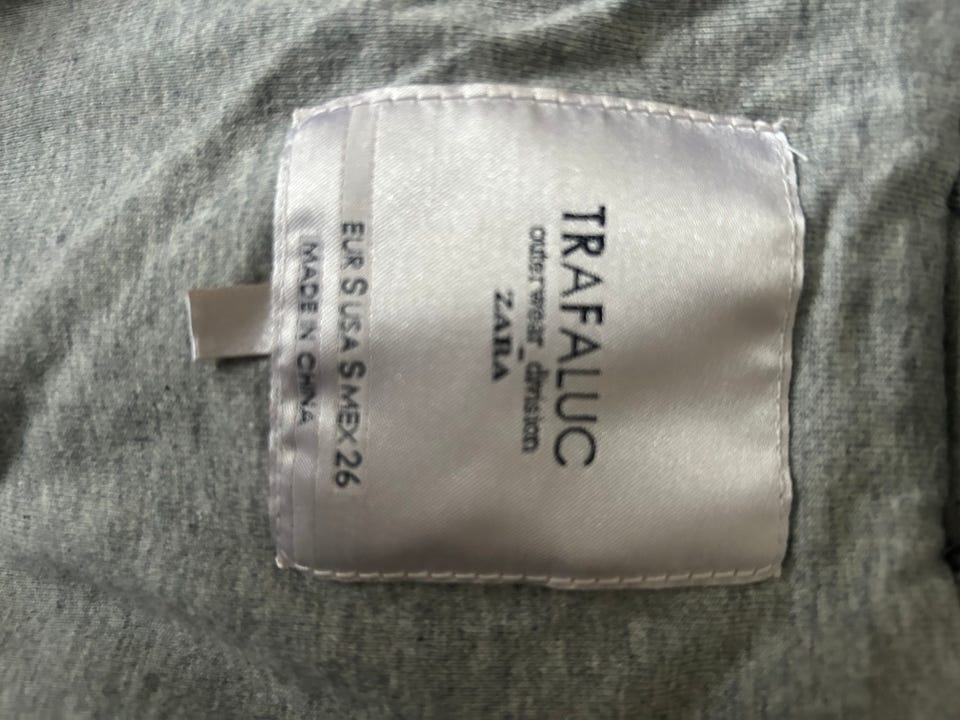 TRAFALUC
outerwear_division
ZARA
EUR S USA S MEX 26
MADE IN CHINA